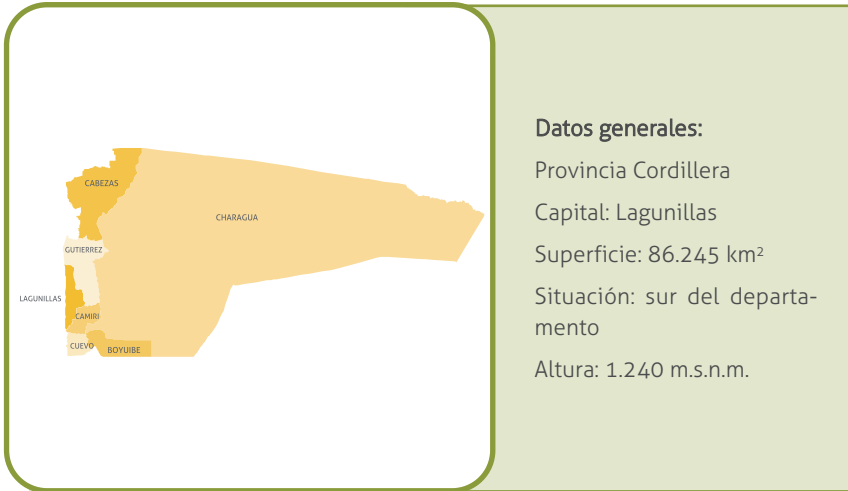 CABEZAS
CHARAGUA
GUTIERREZ
LAGUNILLAS
CAMIRI
CUEVO
BOYUIBE
Datos generales:
Provincia Cordillera
Capital: Lagunillas
Superficie: 86.245 km²
Situación: sur del departa-
mento
Altura: 1.240 m.s.n.m.